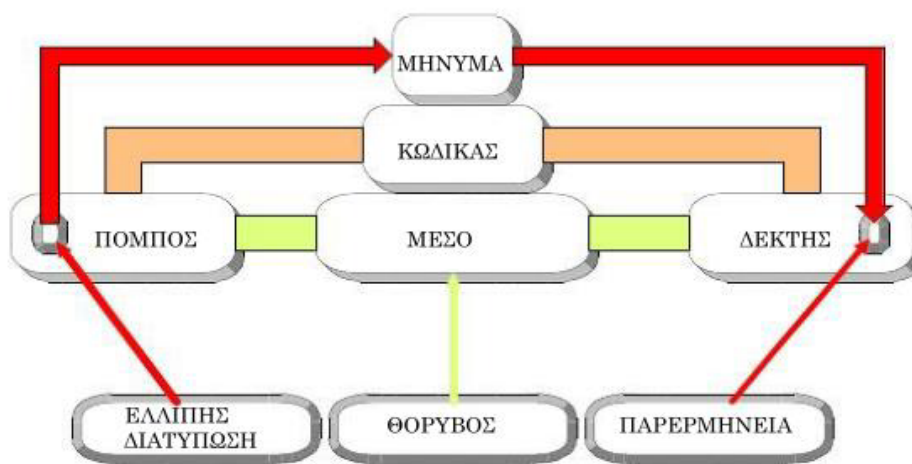 ΜΗΝΥΜΑ
ΚΩΔΙΚΑΣ
ΠΟΜΠΟΣ
ΜΕΣΟ
ΔΕΚΤΗΣ
ΕΛΛΙΠΗΣ
ΔΙΑΤΥΠΩΣΗ
ΘΟΡΥΒΟΣ
ΠΑΡΕΡΜΗΝΕΙΑ